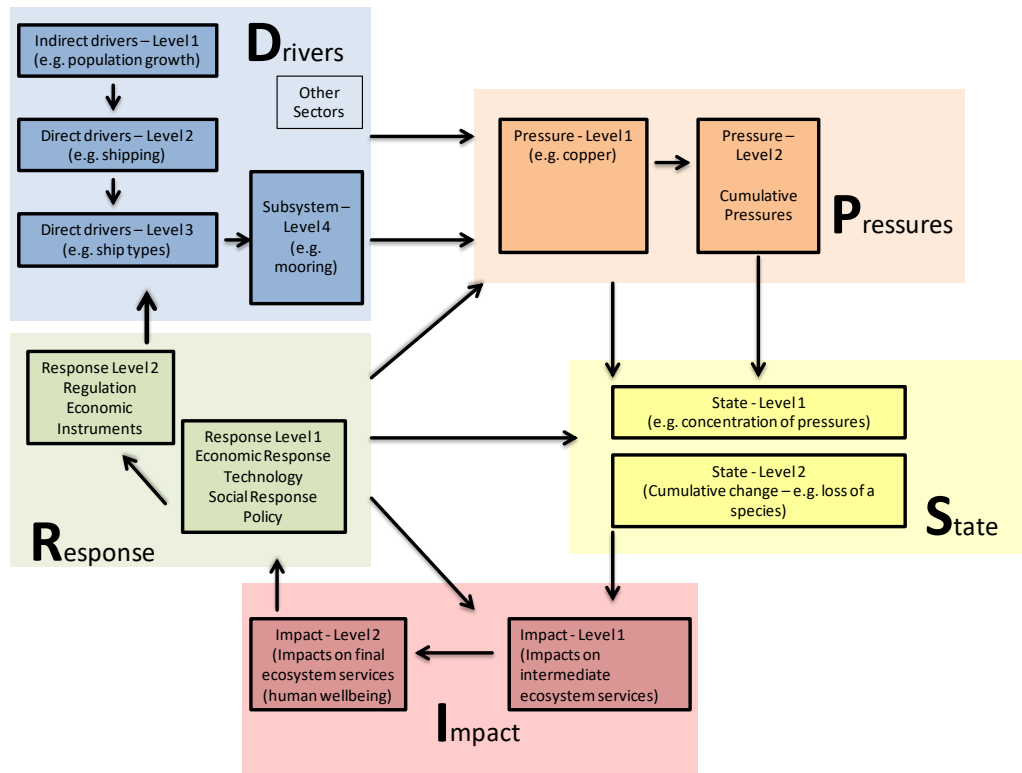 Indirect drivers – Level 1
(e.g. population growth)
Drivers
Other
Sectors
Direct drivers – Level 2
(e.g. shipping)
Direct drivers – Level 3
(e.g. ship types)
Subsystem –
Level 4
(e.g.
mooring)
Pressure - Level 1
(e.g. copper)
Pressure –
Level 2
Cumulative
Pressures
Pressures
Response Level 2
Regulation
Economic
Instruments
Response Level 1
Economic Response
Technology
Social Response
Policy
Response
State - Level 1
(e.g. concentration of pressures)
State - Level 2
(Cumulative change – e.g. loss of a
species)
State
Impact - Level 2
(Impacts on final
ecosystem services
(human wellbeing)
Impact - Level 1
(Impacts on
intermediate
ecosystem services)
Impact